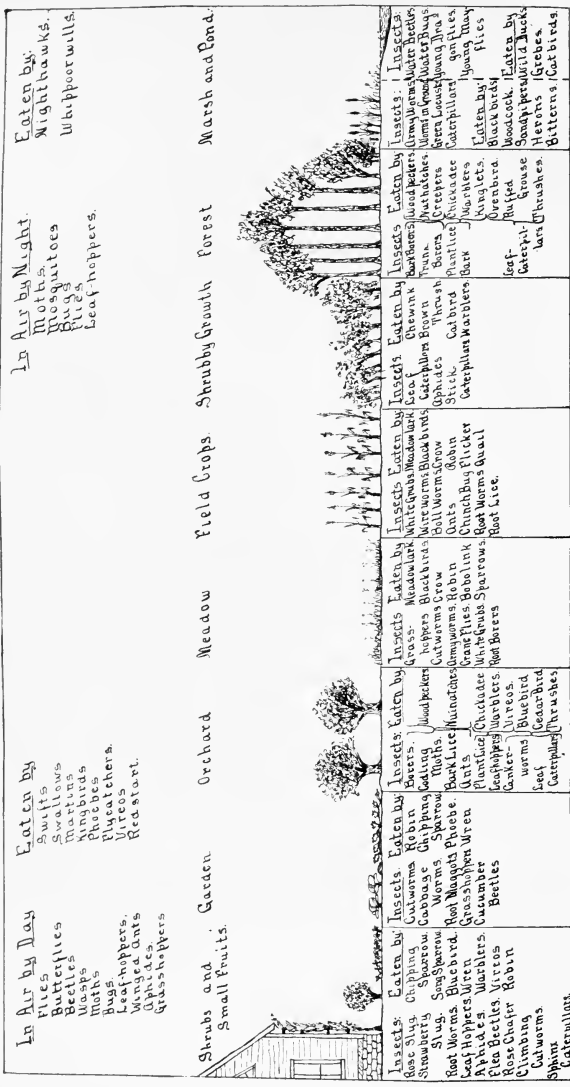 In Air by Day
Flies
Butterflies
Beetles
Wasps
Moths
Bugs.
Leaf-hoppers.
Winged Ants
Aphides.
Grasshoppers
Eaten by
Swifts
Swallows
Martins
Kingbirds
Phoebes
Flycatchers.
Vireos
Redstart.
In Air by Night.
Moths.
Mosquitoes
Bugs
Flies
Leaf-hoppers.
Eaten by:
Nighthawks.
Whippoorwills.
Shrubs and
Small Fruits.
Garden
Orchard
Meadow
Field Crops.
Shrubby Growth
Forest
Marsh and Pond.
Insects: Eaten by
Rose Slug. Chipping
Strawberry Sparrow.
Slug. Song Sparrow
Root Worms. Bluebird.
Leaf Hoppers. Wren
Aphides. Warblers.
Flea Beetles. Vireos
Rose Chafer Robin
Climbing
Cutworms.
Sphinx
Caterpillars.
Insects. Eaten by:
Cutworms Robin
Cabbage Chipping
Worms. Sparrow
Root Maggots Phoebe.
Grasshoppers Wren
Cucumber
Beetles
Insects: Eaten by
Borers. Woodpeckers
Codling
Moths. Nuthatches
Bark Lice
Ants Chickadee
Plant Lice Warblers.
Leafhoppers Vireos.
Canker-
worms Bluebird
Leaf Cedarbird
Caterpillars Thrushes
Insects Eaten by
Grass- Meadowlark.
hoppers Blackbirds
Cutworms Crow
Armyworms. Robin
Crane Flies. Bobolink
White Grubs. Sparrows.
Root Borers
Insects Eaten by
White Grubs. Meadowlark.
Wireworms Blackbirds
Boll Worms Crow
Ants Robin
Chinch Bug Flicker
Root Worms Quail
Root Lice.
Insects. Eaten by
Leaf Chewink
Caterpillars Brown
Aphides Thrush
Stick Catbird
Caterpillars Warblers.
Insects Eaten by
Bark Borers Woodpeckers.
Trunk Nuthatches.
Borers Creepers
Plant Lice Chickadee
Bark Warblers
Kinglets.
Ovenbird.
Leaf- Ruffed
Caterpil- Grouse
lars Thrushes.
Insects:
Army Worms
Worms in Ground
Green Locusts
Caterpillars
Eaten by
Blackbirds
Woodcock.
Sandpipers
Herons
Bitterns.
Insects:
Water Beetles
Water Bugs.
Young Dra-
gonflies
Young May
flies
Eaten by
Wild Ducks
Grebes.
Catbirds.